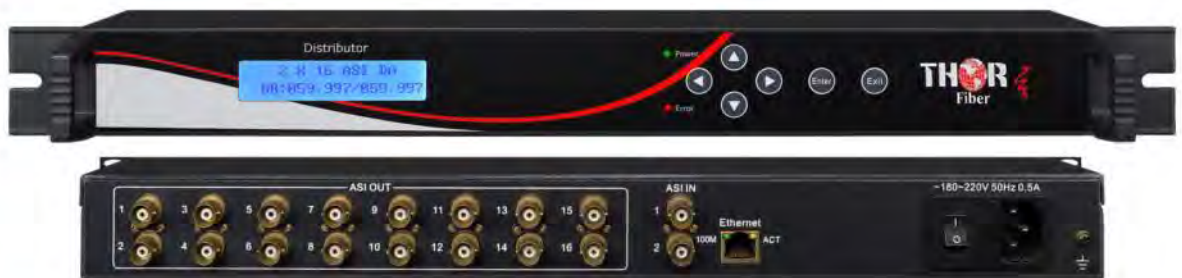 Distributor
2 X 16 ASI DA
BR:059.997/059.997
Power
Error
Enter
Exit
THOR
Fiber
ASI OUT
1 3 5 7 9 11 13 15
2 4 6 8 10 12 14 16
ASI IN
1
2
Ethernet
100M
ACT
~180~220V 50Hz 0.5A
I
O